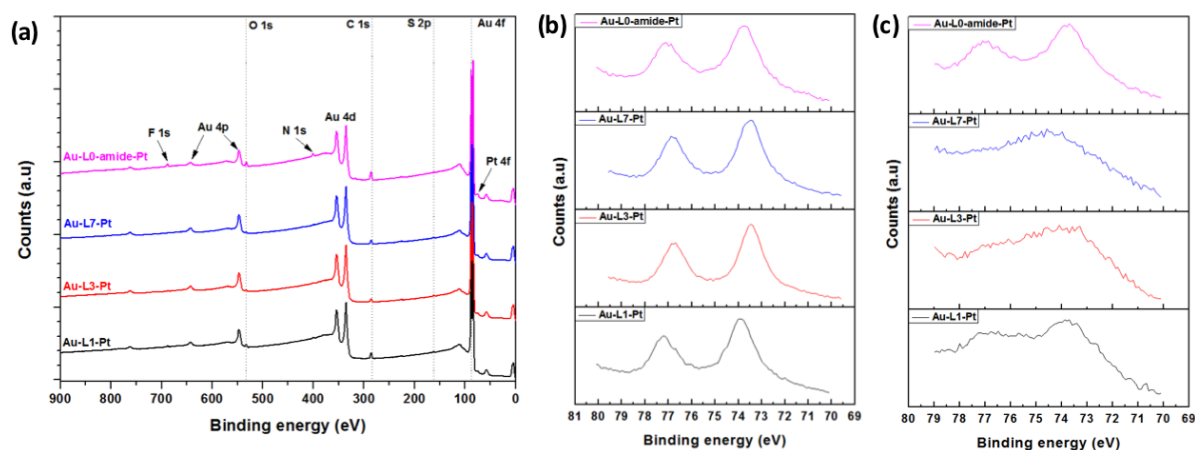 (a)
O 1s
C 1s
S 2p
Au 4f
F 1s
Au 4p
N 1s
Au 4d
Pt 4f
Au-L0-amide-Pt
Au-L7-Pt
Au-L3-Pt
Au-L1-Pt
Counts (a.u)
900 800 700 600 500 400 300 200 100 0
Binding energy (eV)
(b)
Au-L0-amide-Pt
Au-L7-Pt
Au-L3-Pt
Au-L1-Pt
Counts (a.u)
81 80 79 78 77 76 75 74 73 72 71 70 69
Binding energy (eV)
(c)
Au-L0-amide-Pt
Au-L7-Pt
Au-L3-Pt
Au-L1-Pt
Counts (a.u)
80 79 78 77 76 75 74 73 72 71 70 69
Binding energy (eV)